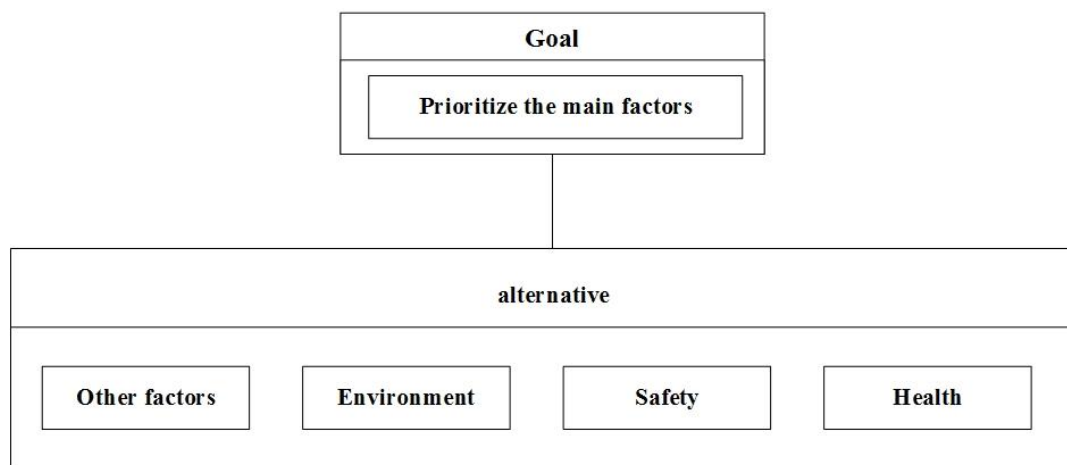 Goal
Prioritize the main factors
alternative
Other factors
Environment
Safety
Health